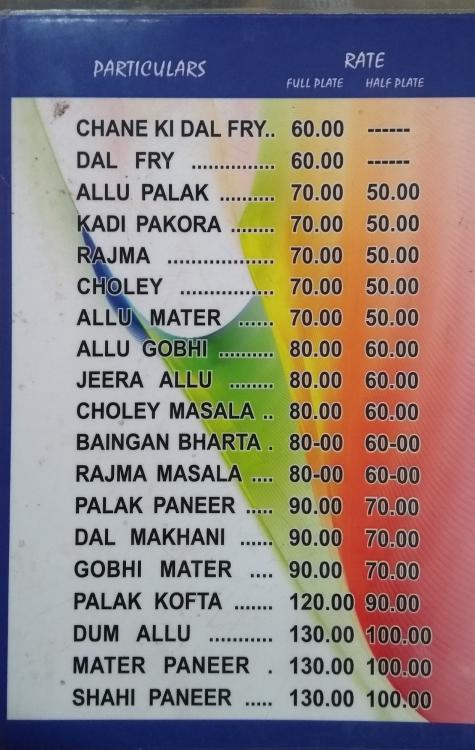 PARTICULARS RATE
FULL PLATE HALF PLATE
CHANE KI DAL FRY.. 60.00 ------
DAL FRY ............... 60.00 ------
ALLU PALAK .......... 70.00 50.00
KADI PAKORA ........ 70.00 50.00
RAJMA ................... 70.00 50.00
CHOLEY ................. 70.00 50.00
ALLU MATER ...... 70.00 50.00
ALLU GOBHI .......... 80.00 60.00
JEERA ALLU ........ 80.00 60.00
CHOLEY MASALA .. 80.00 60.00
BAINGAN BHARTA . 80-00 60-00
RAJMA MASALA .... 80-00 60-00
PALAK PANEER ..... 90.00 70.00
DAL MAKHANI ...... 90.00 70.00
GOBHI MATER .... 90.00 70.00
PALAK KOFTA ....... 120.00 90.00
DUM ALLU ........... 130.00 100.00
MATER PANEER . 130.00 100.00
SHAHI PANEER ..... 130.00 100.00